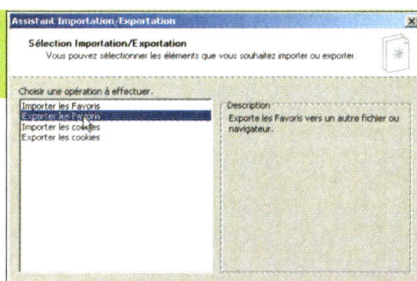 Assistant Importation/Exportation
Sélection Importation/Exportation
Vous pouvez sélectionner les éléments que vous souhaitez importer ou exporter.
Choisir une opération à effectuer.
Importer les Favoris
Exporter les Favoris
Importer les cookies
Exporter les cookies
Description
Exporte les Favoris vers un autre fichier ou
navigateur.